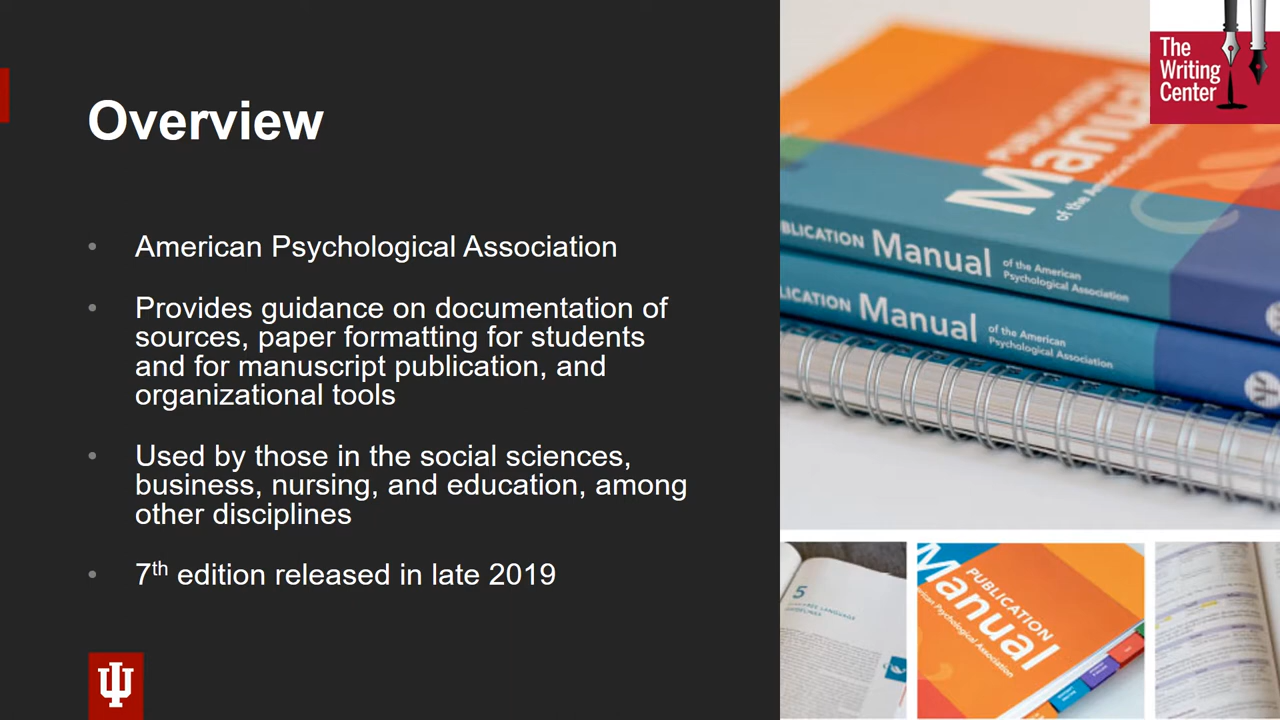 Overview
• American Psychological Association
• Provides guidance on documentation of
sources, paper formatting for students
and for manuscript publication, and
organizational tools
• Used by those in the social sciences,
business, nursing, and education, among
other disciplines
• 7th edition released in late 2019
The
Writing
Center
PUBLICATION
Manual
of the American Psychological
Manual
of the American
Psychological Association
Manual
of the American
Psychological Association
5
PUBLICATION
Manual
Psychological Association